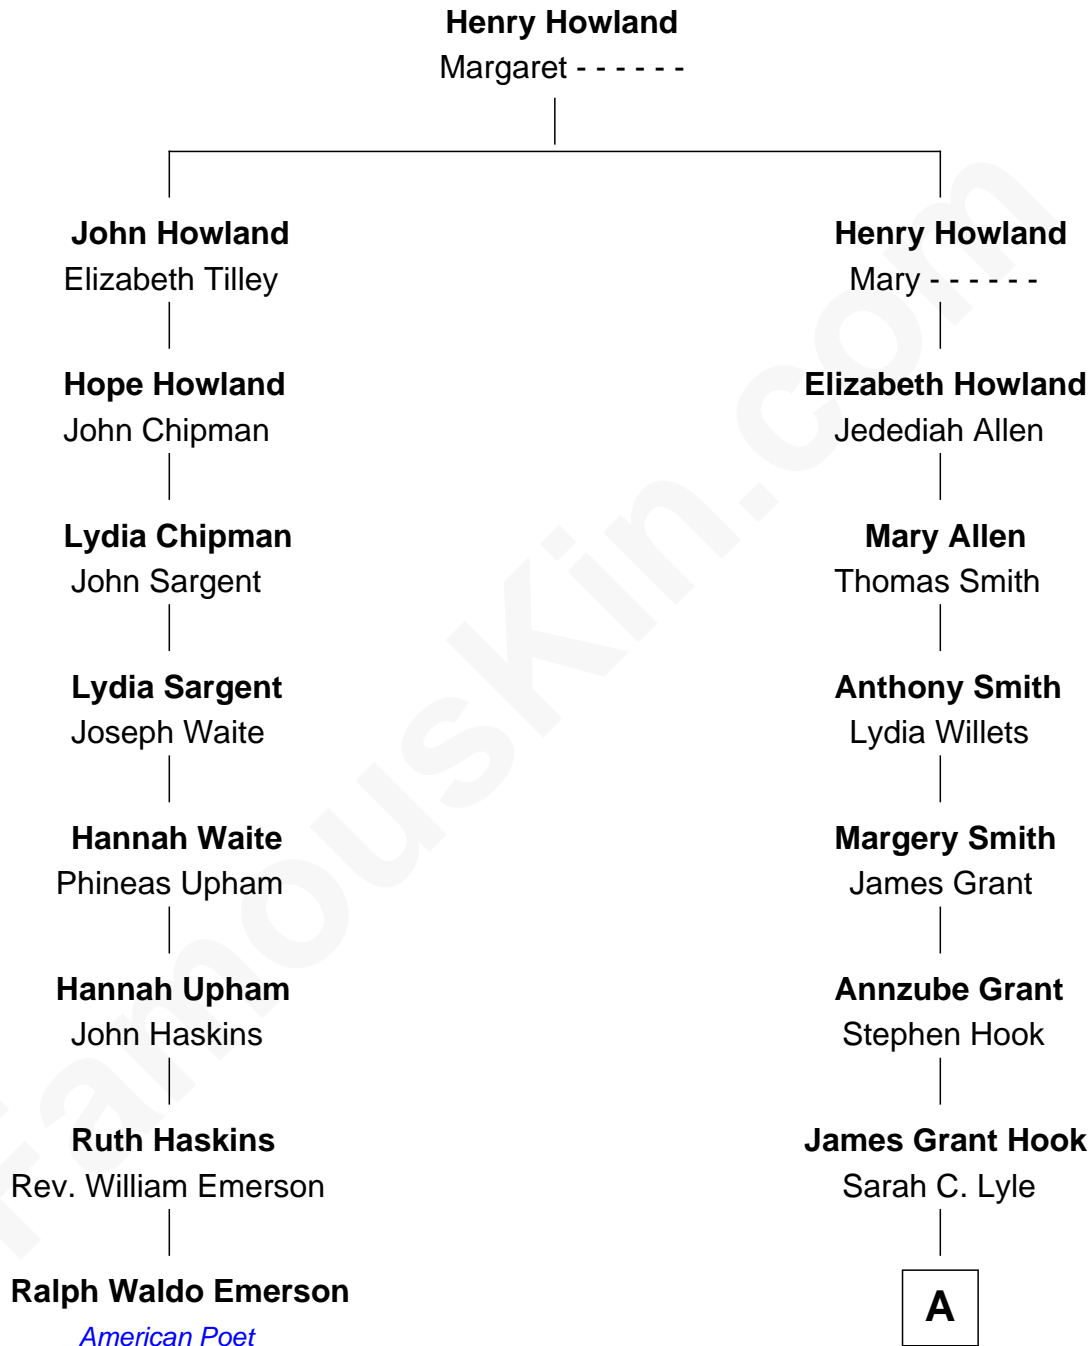 Henry Howland
Margaret - - - - - -
John Howland
Elizabeth Tilley
Henry Howland
Mary - - - - - -
Hope Howland
John Chipman
Elizabeth Howland
Jedediah Allen
Lydia Chipman
John Sargent
Mary Allen
Thomas Smith
Lydia Sargent
Joseph Waite
Anthony Smith
Lydia Willets
Hannah Waite
Phineas Upham
Margery Smith
James Grant
Hannah Upham
John Haskins
Annzube Grant
Stephen Hook
Ruth Haskins
Rev. William Emerson
James Grant Hook
Sarah C. Lyle
Ralph Waldo Emerson
American Poet
A
FamousKin.com